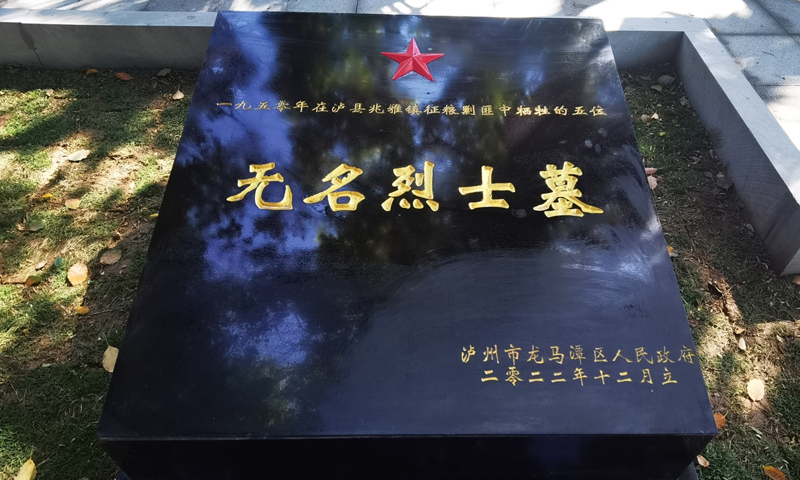 一九五零年在泸县兆雅镇征粮剿匪中牺牲的五位
无名烈士墓
泸州市龙马潭区人民政府
二零二二年十二月立